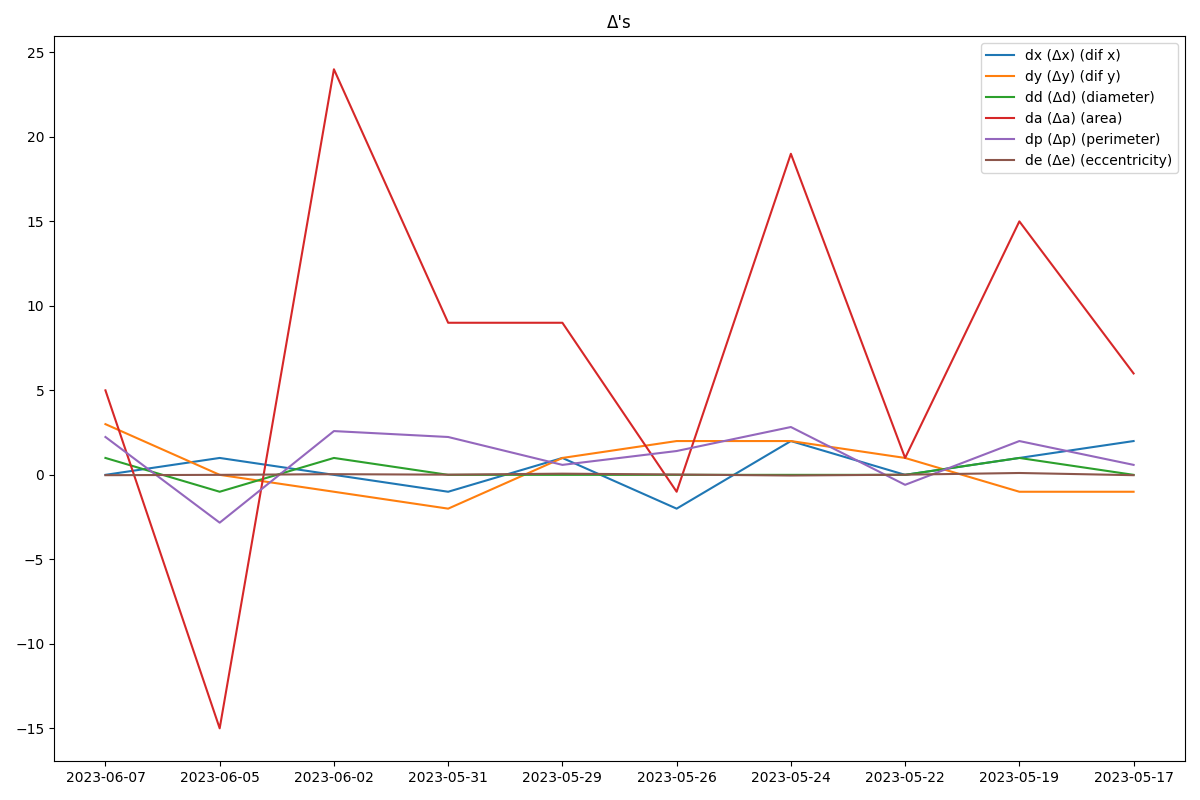 Δ's
25
20
15
10
5
0
−5
−10
−15
dx (Δx) (dif x)
dy (Δy) (dif y)
dd (Δd) (diameter)
da (Δa) (area)
dp (Δp) (perimeter)
de (Δe) (eccentricity)
2023-06-07 2023-06-05 2023-06-02 2023-05-31 2023-05-29 2023-05-26 2023-05-24 2023-05-22 2023-05-19 2023-05-17